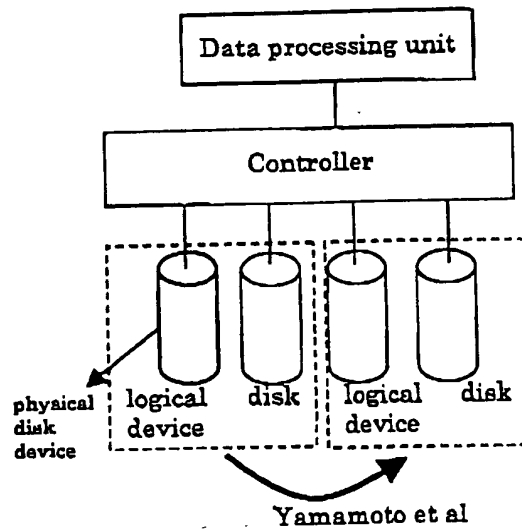 Data processing unit
Controller
physical
disk
device
logical disk
device
logical disk
device
Yamamoto et al